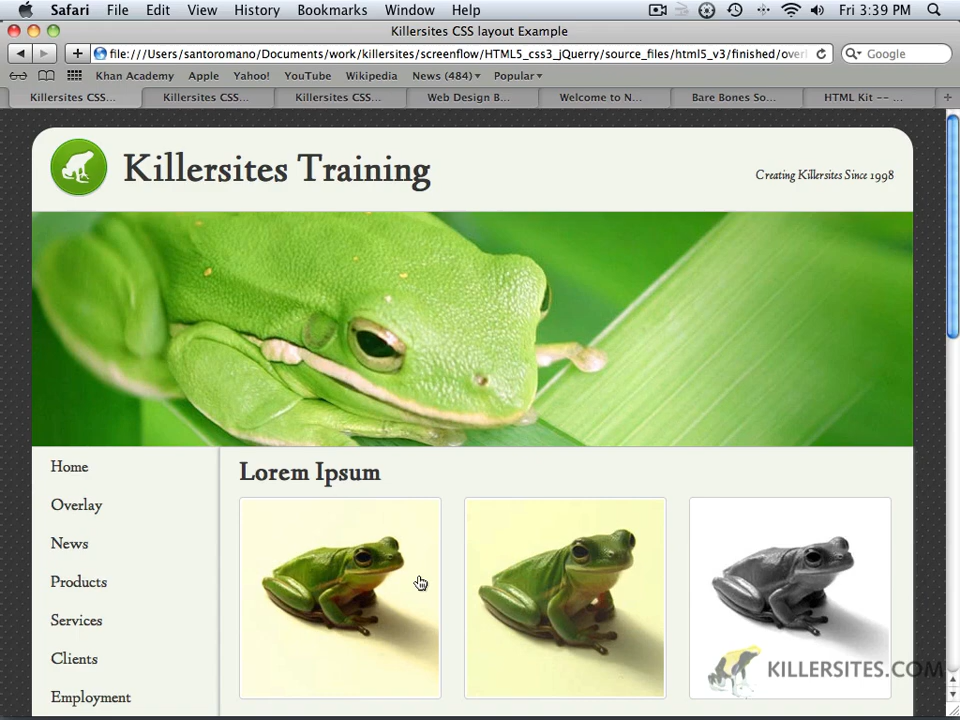 Safari File Edit View History Bookmarks Window Help Fri 3:39 PM
Killersites CSS layout Example
file:///Users/santoromano/Documents/work/killersites/screenflow/HTML5_css3_jQuerry/source_files/html5_v3/finished/overl
Google
Khan Academy Apple Yahoo! YouTube Wikipedia News (484) Popular
Killersites CSS... Killersites CSS... Killersites CSS... Web Design B... Welcome to N... Bare Bones So... HTML Kit -- ...
Killersites Training
Creating Killersites Since 1998
Home
Lorem Ipsum
Overlay
News
Products
Services
Clients
Employment
KILLERSITES.COM